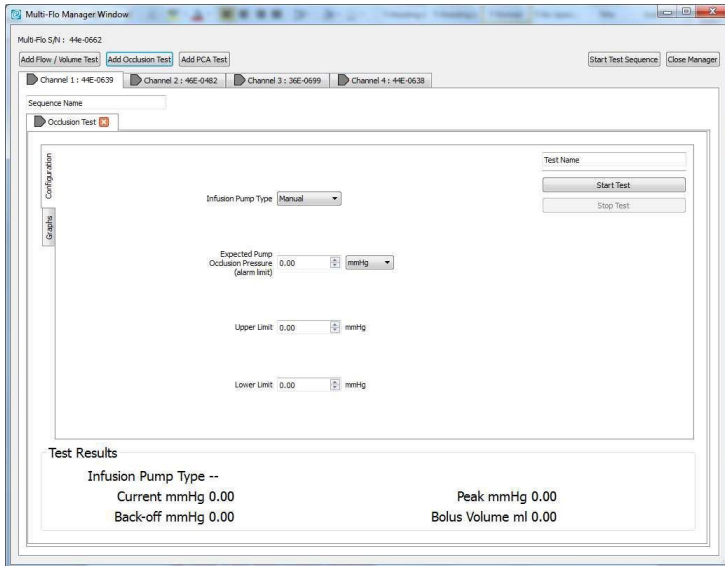 Multi-Flo Manager Window
Multi-Flo S/N : 44e-0662
Add Flow / Volume Test Add Occlusion Test Add PCA Test Start Test Sequence Close Manager
Channel 1 : 44E-0639 Channel 2 : 46E-0482 Channel 3 : 36E-0699 Channel 4 : 44E-0638
Sequence Name
Occlusion Test
Configuration
Graphs
Test Name
Start Test
Stop Test
Infusion Pump Type Manual
Expected Pump
Occlusion Pressure 0.00 mmHg
(alarm limit)
Upper Limit 0.00 mmHg
Lower Limit 0.00 mmHg
Test Results
Infusion Pump Type --
Current mmHg 0.00 Peak mmHg 0.00
Back-off mmHg 0.00 Bolus Volume ml 0.00